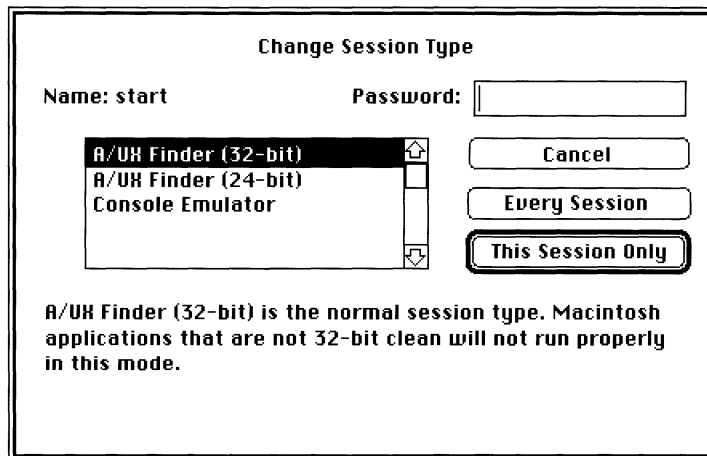 Change Session Type
Name: start Password:
A/UX Finder (32-bit)
A/UX Finder (24-bit)
Console Emulator
Cancel
Every Session
This Session Only
A/UX Finder (32-bit) is the normal session type. Macintosh
applications that are not 32-bit clean will not run properly
in this mode.